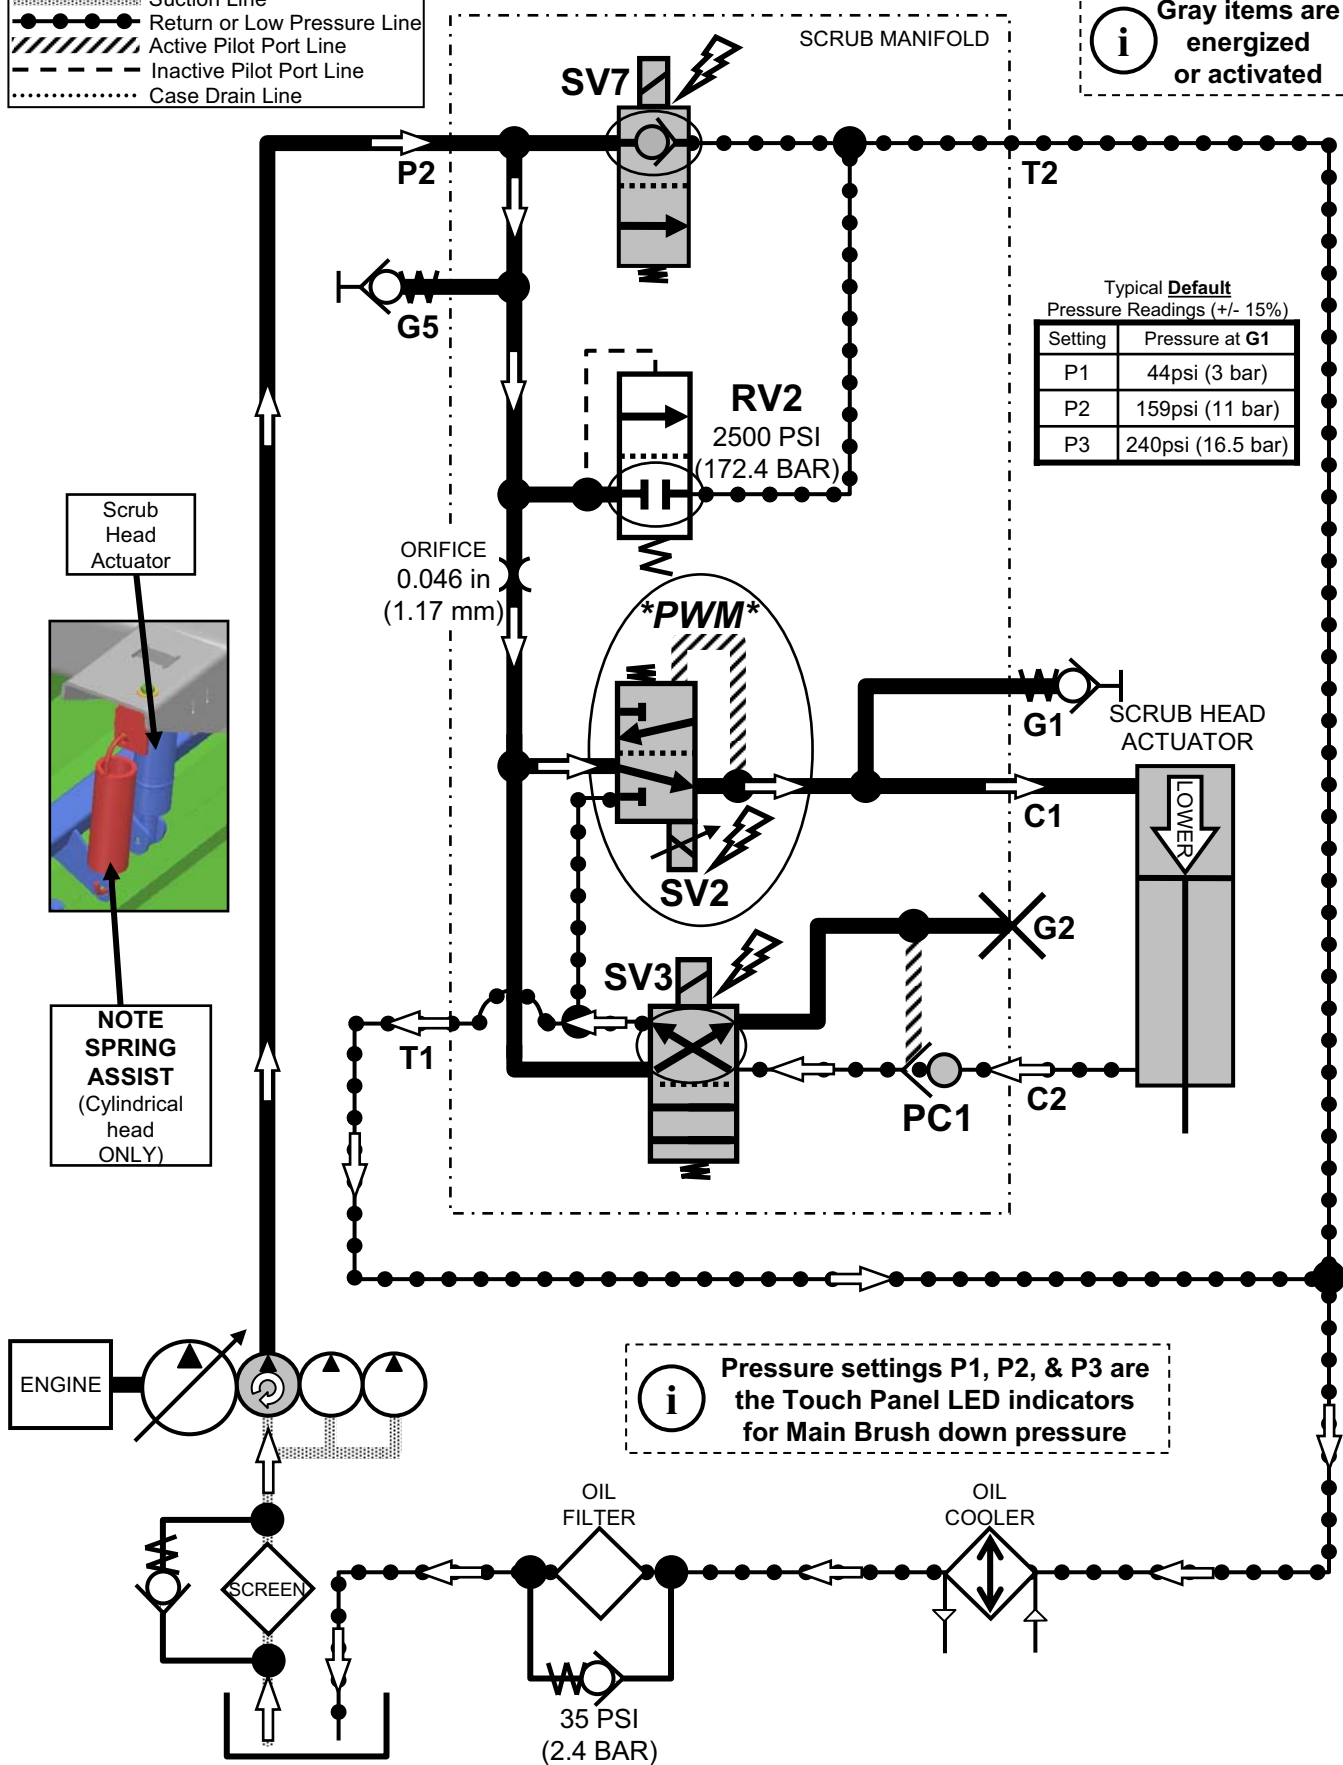 Suction Line
Return or Low Pressure Line
Active Pilot Port Line
Inactive Pilot Port Line
Case Drain Line
SCRUB MANIFOLD
i
Gray items are
energized
or activated
SV7
P2
T2
G5
Typical Default
Pressure Readings (+/- 15%)
Setting Pressure at G1
P1 44psi (3 bar)
P2 159psi (11 bar)
P3 240psi (16.5 bar)
RV2
2500 PSI
(172.4 BAR)
Scrub
Head
Actuator
ORIFICE
0.046 in
(1.17 mm)
*PWM*
G1
SCRUB HEAD
ACTUATOR
C1
LOWER
SV2
G2
SV3
NOTE
SPRING
ASSIST
(Cylindrical
head
ONLY)
T1
C2
PC1
ENGINE
i
Pressure settings P1, P2, & P3 are
the Touch Panel LED indicators
for Main Brush down pressure
OIL
FILTER
OIL
COOLER
SCREEN
35 PSI
(2.4 BAR)